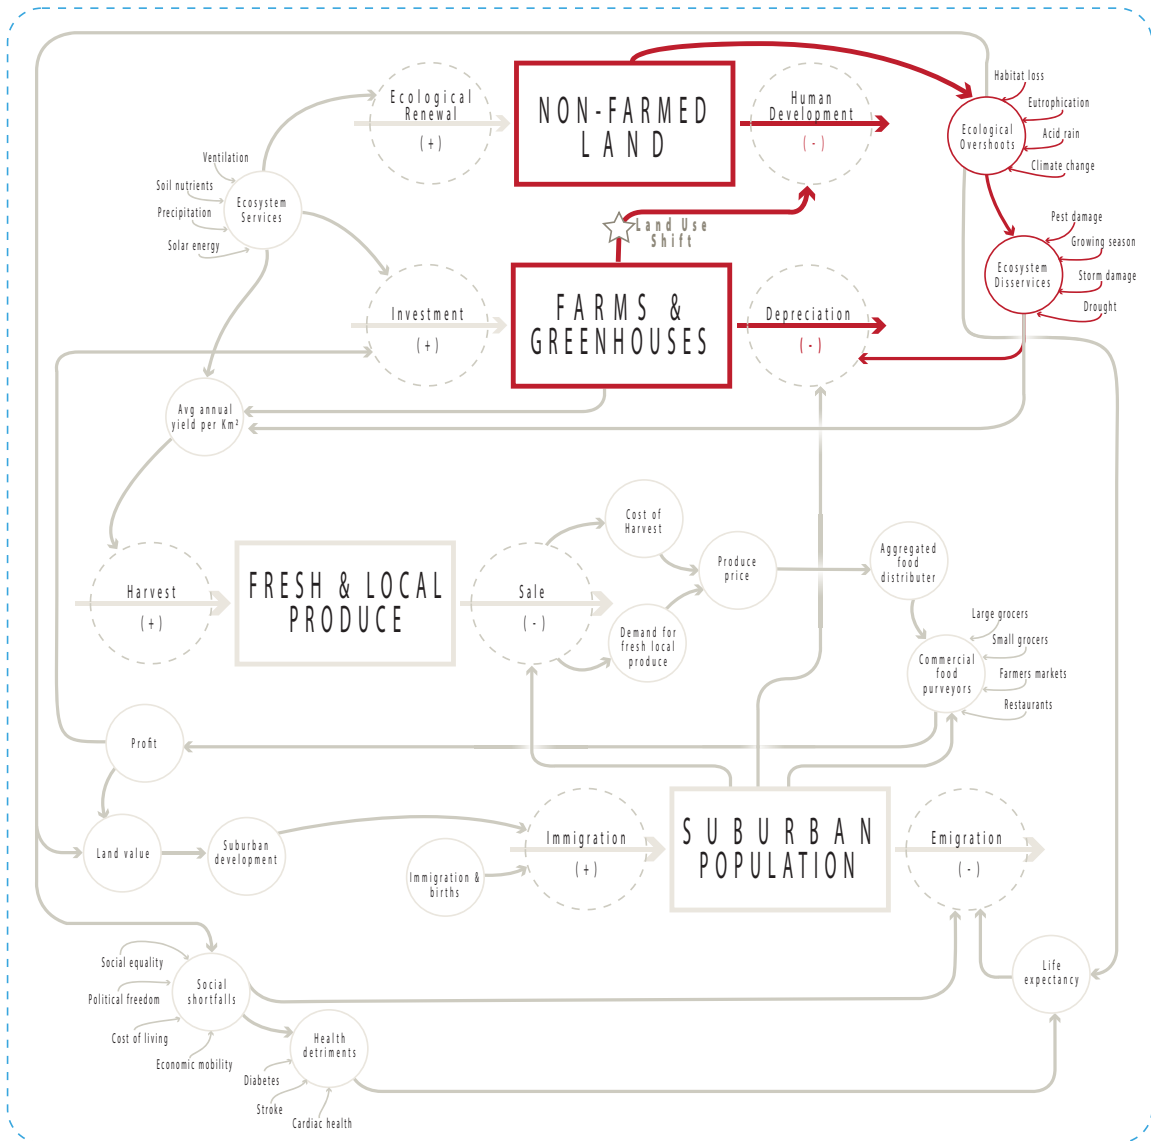 Ecological
Renewal
(+)
NON-FARMED
LAND
Human
Development
(-)
Habitat loss
Eutrophication
Acid rain
Climate change
Ecological
Overshoots
Ventilation
Soil nutrients
Precipitation
Solar energy
Ecosystem
Services
Land Use
Shift
Pest damage
Growing season
Storm damage
Drought
Ecosystem
Disservices
Investment
(+)
FARMS &
GREENHOUSES
Depreciation
(-)
Avg annual
yield per Km²
Harvest
(+)
FRESH & LOCAL
PRODUCE
Sale
(-)
Cost of
Harvest
Demand for
fresh local
produce
Produce
price
Aggregated
food
distributer
Commercial
food
purveyors
Large grocers
Small grocers
Farmers markets
Restaurants
Profit
Land value
Suburban
development
Immigration &
births
Immigration
(+)
SUBURBAN
POPULATION
Emigration
(-)
Social equality
Political freedom
Cost of living
Economic mobility
Social
shortfalls
Health
detriments
Diabetes
Stroke
Cardiac health
Life
expectancy